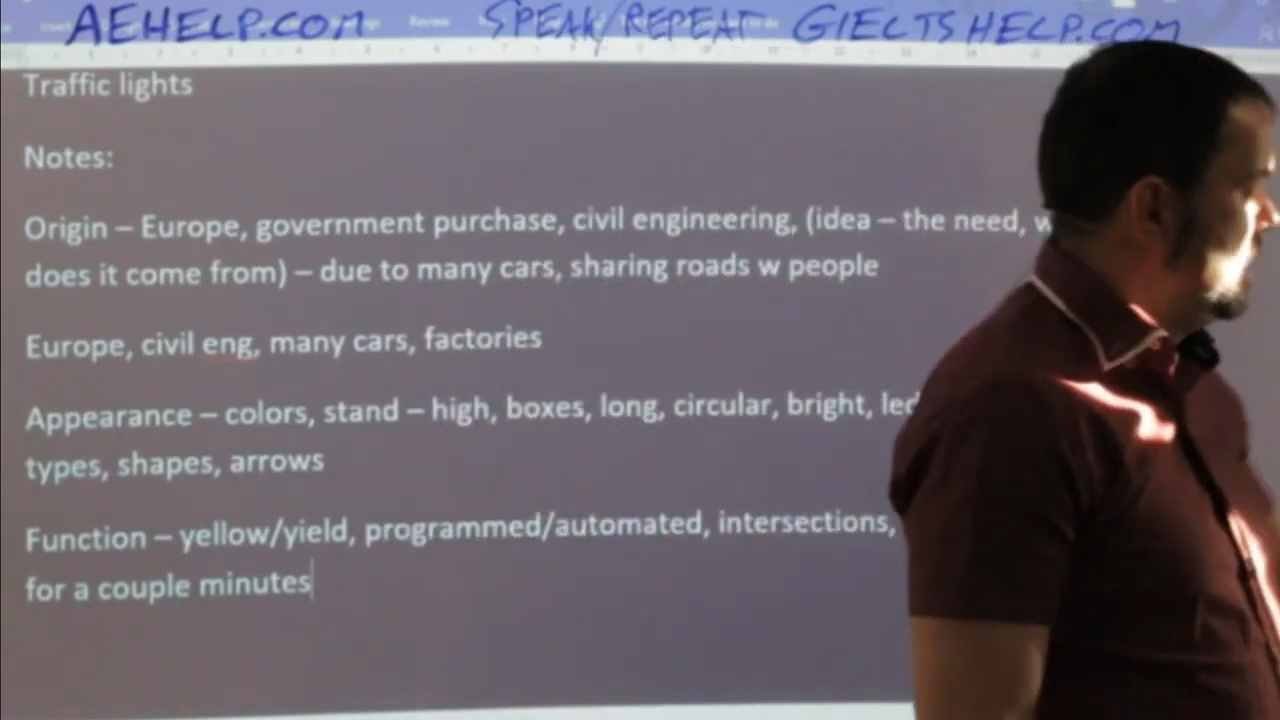 AEHELP.COM SPEAK/REPEAT GIELTSHELP.COM
Review
Traffic lights
Notes:
Origin – Europe, government purchase, civil engineering, (idea – the need,
does it come from) – due to many cars, sharing roads w people
Europe, civil eng, many cars, factories
Appearance – colors, stand – high, boxes, long, circular, bright, led
types, shapes, arrows
Function – yellow/yield, programmed/automated, intersections,
for a couple minutes